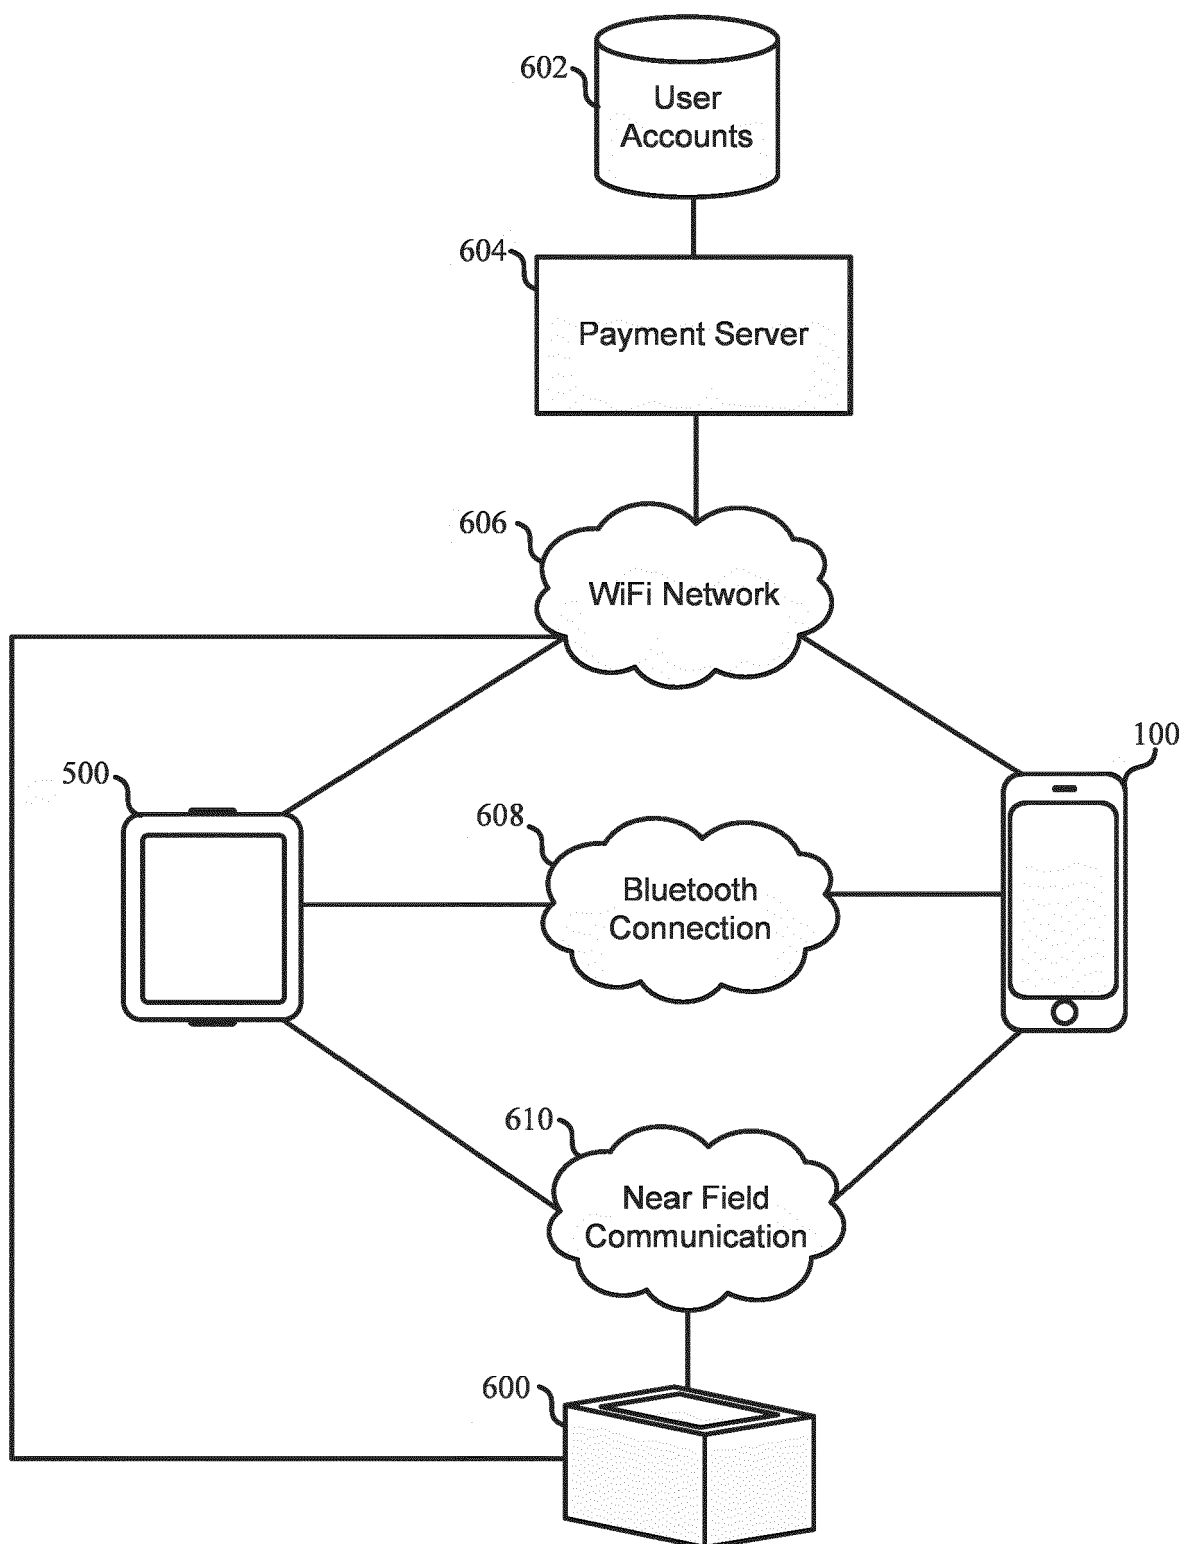 602
User
Accounts
604
Payment Server
606
WiFi Network
100
500
608
Bluetooth
Connection
610
Near Field
Communication
600